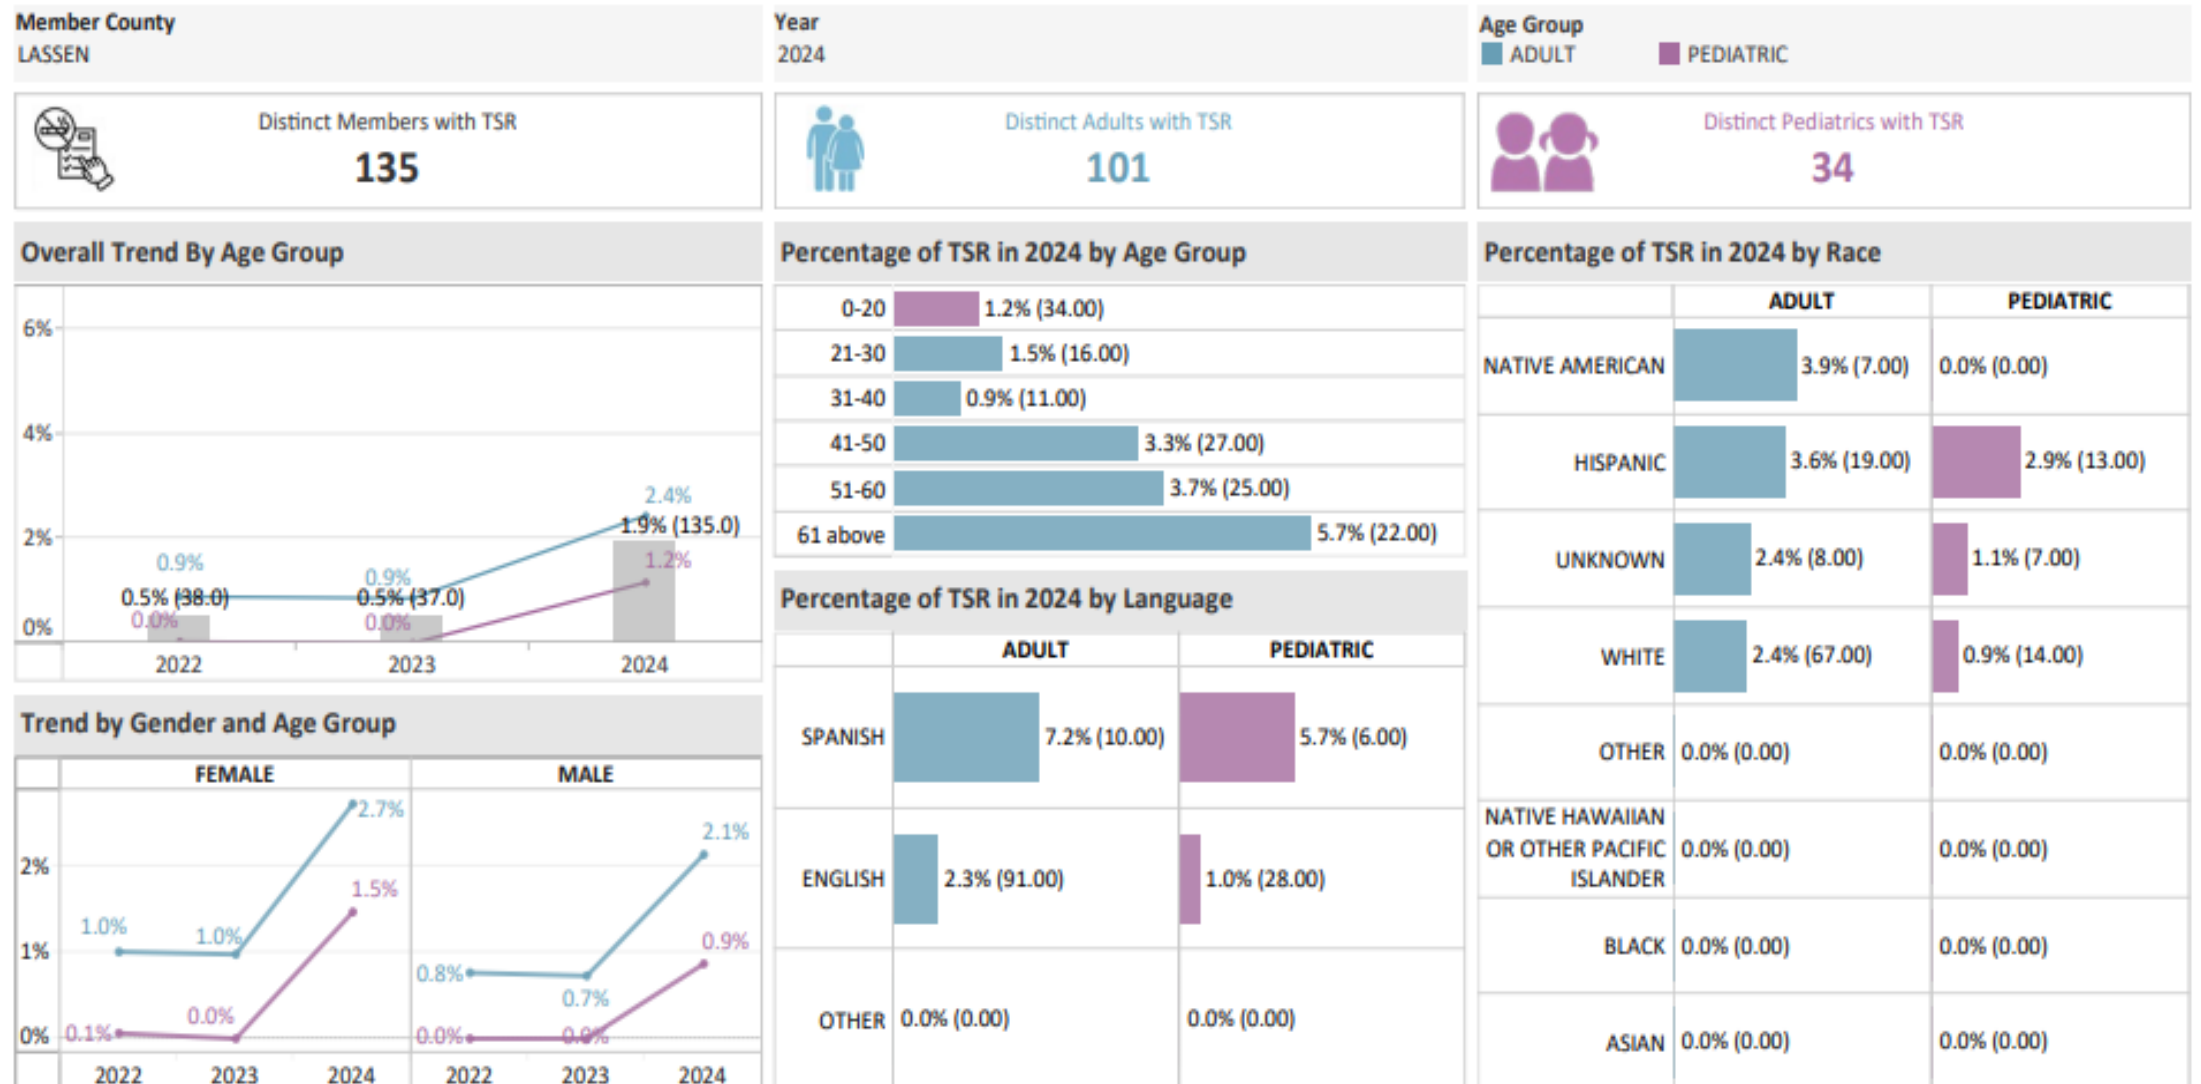 Member County
LASSEN
Year
2024
Age Group
ADULT PEDIATRIC
Distinct Members with TSR
135
Distinct Adults with TSR
101
Distinct Pediatrics with TSR
34
Overall Trend By Age Group
6%
4%
2%
0%
0.9%
0.5% (38.0)
0.0%
0.9%
0.5% (37.0)
0.0%
2.4%
1.9% (135.0)
1.2%
2022 2023 2024
Trend by Gender and Age Group
FEMALE MALE
2%
1%
0%
1.0%
1.0%
2.7%
0.1%
0.0%
1.5%
0.8%
0.7%
2.1%
0.0%
0.0%
0.9%
2022 2023 2024 2022 2023 2024
Percentage of TSR in 2024 by Age Group
0-20 1.2% (34.00)
21-30 1.5% (16.00)
31-40 0.9% (11.00)
41-50 3.3% (27.00)
51-60 3.7% (25.00)
61 above 5.7% (22.00)
Percentage of TSR in 2024 by Language
ADULT PEDIATRIC
SPANISH 7.2% (10.00) 5.7% (6.00)
ENGLISH 2.3% (91.00) 1.0% (28.00)
OTHER 0.0% (0.00) 0.0% (0.00)
Percentage of TSR in 2024 by Race
ADULT PEDIATRIC
NATIVE AMERICAN 3.9% (7.00) 0.0% (0.00)
HISPANIC 3.6% (19.00) 2.9% (13.00)
UNKNOWN 2.4% (8.00) 1.1% (7.00)
WHITE 2.4% (67.00) 0.9% (14.00)
OTHER 0.0% (0.00) 0.0% (0.00)
NATIVE HAWAIIAN
OR OTHER PACIFIC 0.0% (0.00) 0.0% (0.00)
ISLANDER
BLACK 0.0% (0.00) 0.0% (0.00)
ASIAN 0.0% (0.00) 0.0% (0.00)